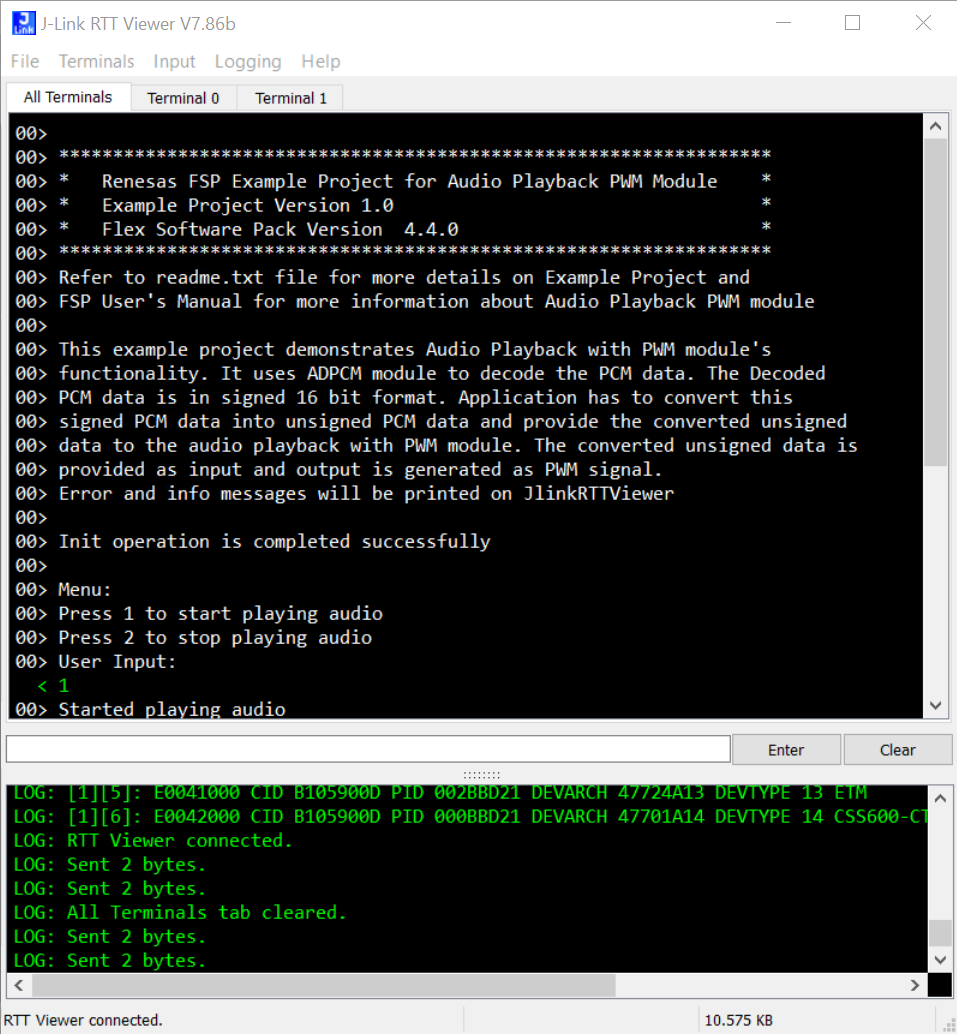 J-Link RTT Viewer V7.86b
File Terminals Input Logging Help
All Terminals Terminal 0 Terminal 1
00>
00> ******************************************************************
00> *   Renesas FSP Example Project for Audio Playback PWM Module    *
00> *   Example Project Version 1.0                                  *
00> *   Flex Software Pack Version  4.4.0                            *
00> ******************************************************************
00> Refer to readme.txt file for more details on Example Project and
00> FSP User's Manual for more information about Audio Playback PWM module
00>
00> This example project demonstrates Audio Playback with PWM module's
00> functionality. It uses ADPCM module to decode the PCM data. The Decoded
00> PCM data is in signed 16 bit format. Application has to convert this
00> signed PCM data into unsigned PCM data and provide the converted unsigned
00> data to the audio playback with PWM module. The converted unsigned data is
00> provided as input and output is generated as PWM signal.
00> Error and info messages will be printed on JlinkRTTViewer
00>
00> Init operation is completed successfully
00>
00> Menu:
00> Press 1 to start playing audio
00> Press 2 to stop playing audio
00> User Input:
< 1
00> Started playing audio
Enter Clear
LOG: [1][5]: E0041000 CID B105900D PID 002BBD21 DEVARCH 47724A13 DEVTYPE 13 ETM
LOG: [1][6]: E0042000 CID B105900D PID 000BBD21 DEVARCH 47701A14 DEVTYPE 14 CSS600-CT
LOG: RTT Viewer connected.
LOG: Sent 2 bytes.
LOG: Sent 2 bytes.
LOG: All Terminals tab cleared.
LOG: Sent 2 bytes.
LOG: Sent 2 bytes.
RTT Viewer connected. 10.575 KB